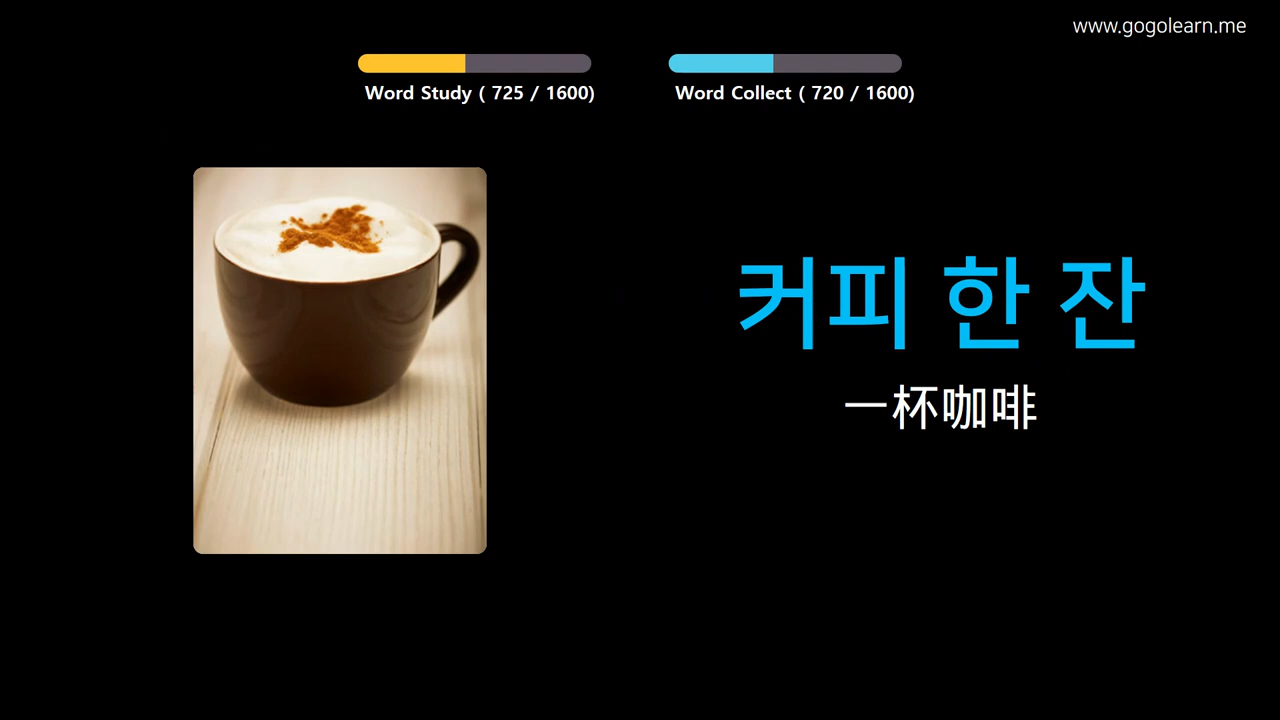 www.gogolearn.me
Word Study ( 725 / 1600)
Word Collect ( 720 / 1600)
커피 한 잔
一杯咖啡